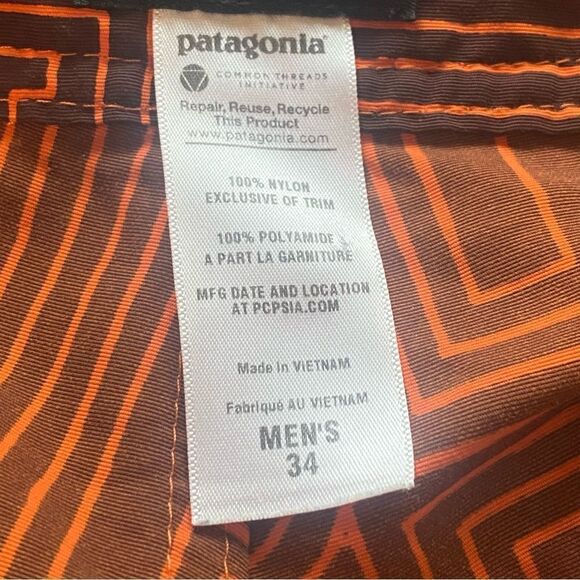 patagonia®
COMMON THREADS
INITIATIVE
Repair, Reuse, Recycle
This Product
www.patagonia.com
100% NYLON
EXCLUSIVE OF TRIM
100% POLYAMIDE
A PART LA GARNITURE
MFG DATE AND LOCATION
AT PCPSIA.COM
Made in VIETNAM
Fabriqué AU VIETNAM
MEN'S
34